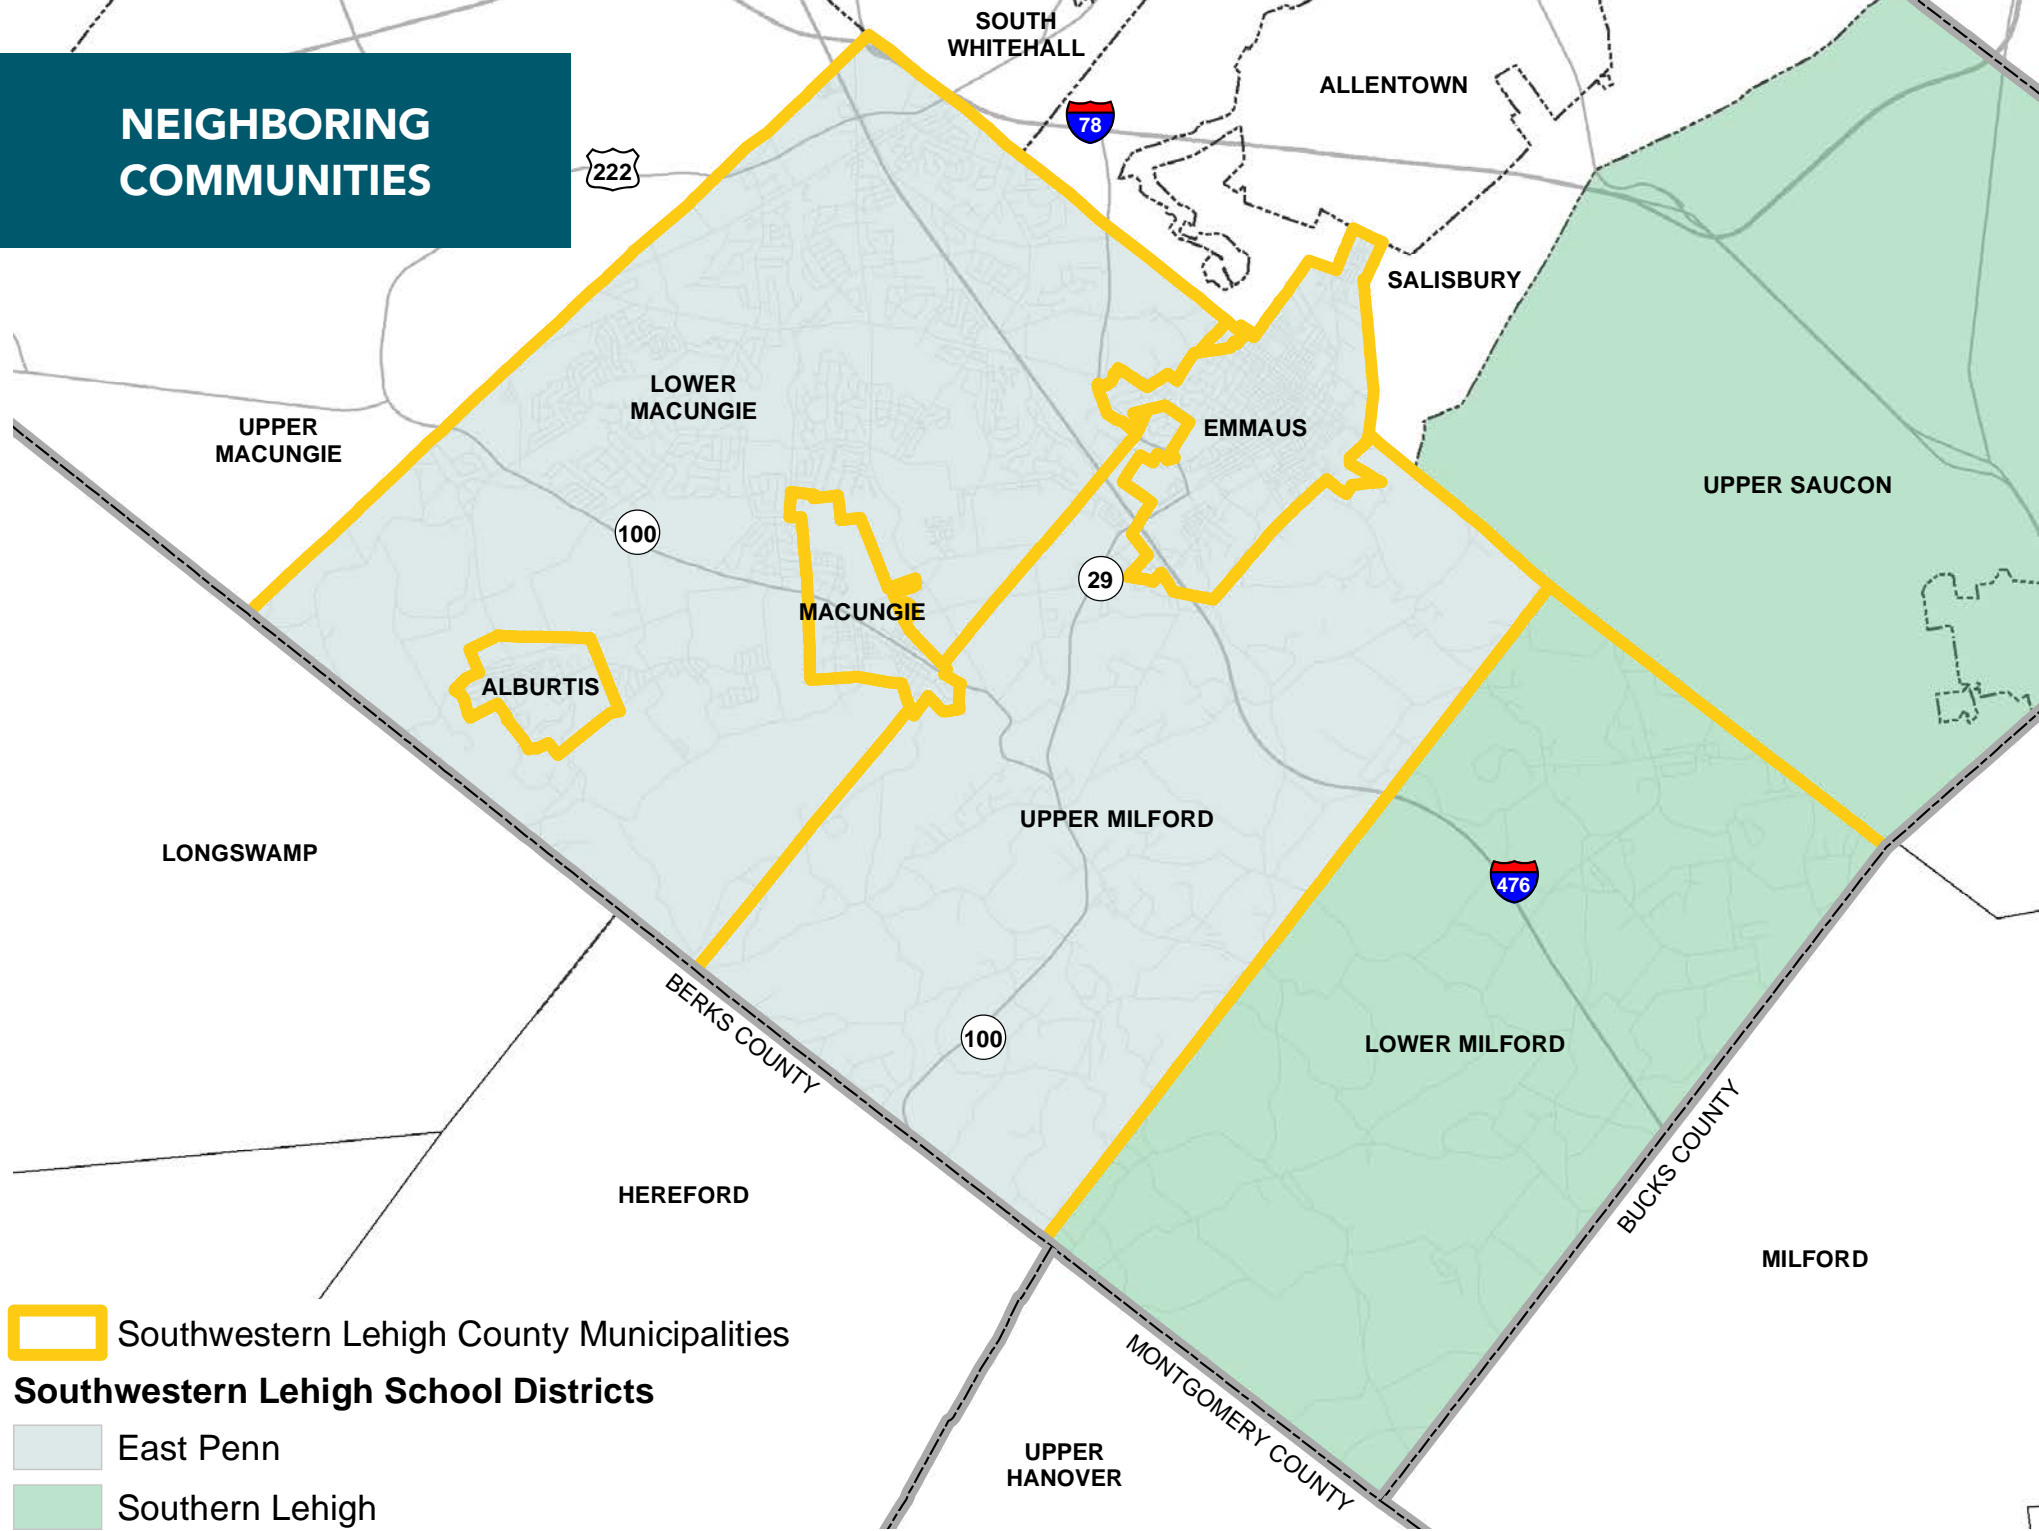 NEIGHBORING
COMMUNITIES
SOUTH
WHITEHALL
ALLENTOWN
78
222
SALISBURY
LOWER
MACUNGIE
UPPER
MACUNGIE
EMMAUS
UPPER SAUCON
100
29
MACUNGIE
ALBURTIS
UPPER MILFORD
LONGSWAMP
476
BERKS COUNTY
100
LOWER MILFORD
BUCKS COUNTY
HEREFORD
MILFORD
MONTGOMERY COUNTY
UPPER
HANOVER
Southwestern Lehigh County Municipalities
Southwestern Lehigh School Districts
East Penn
Southern Lehigh